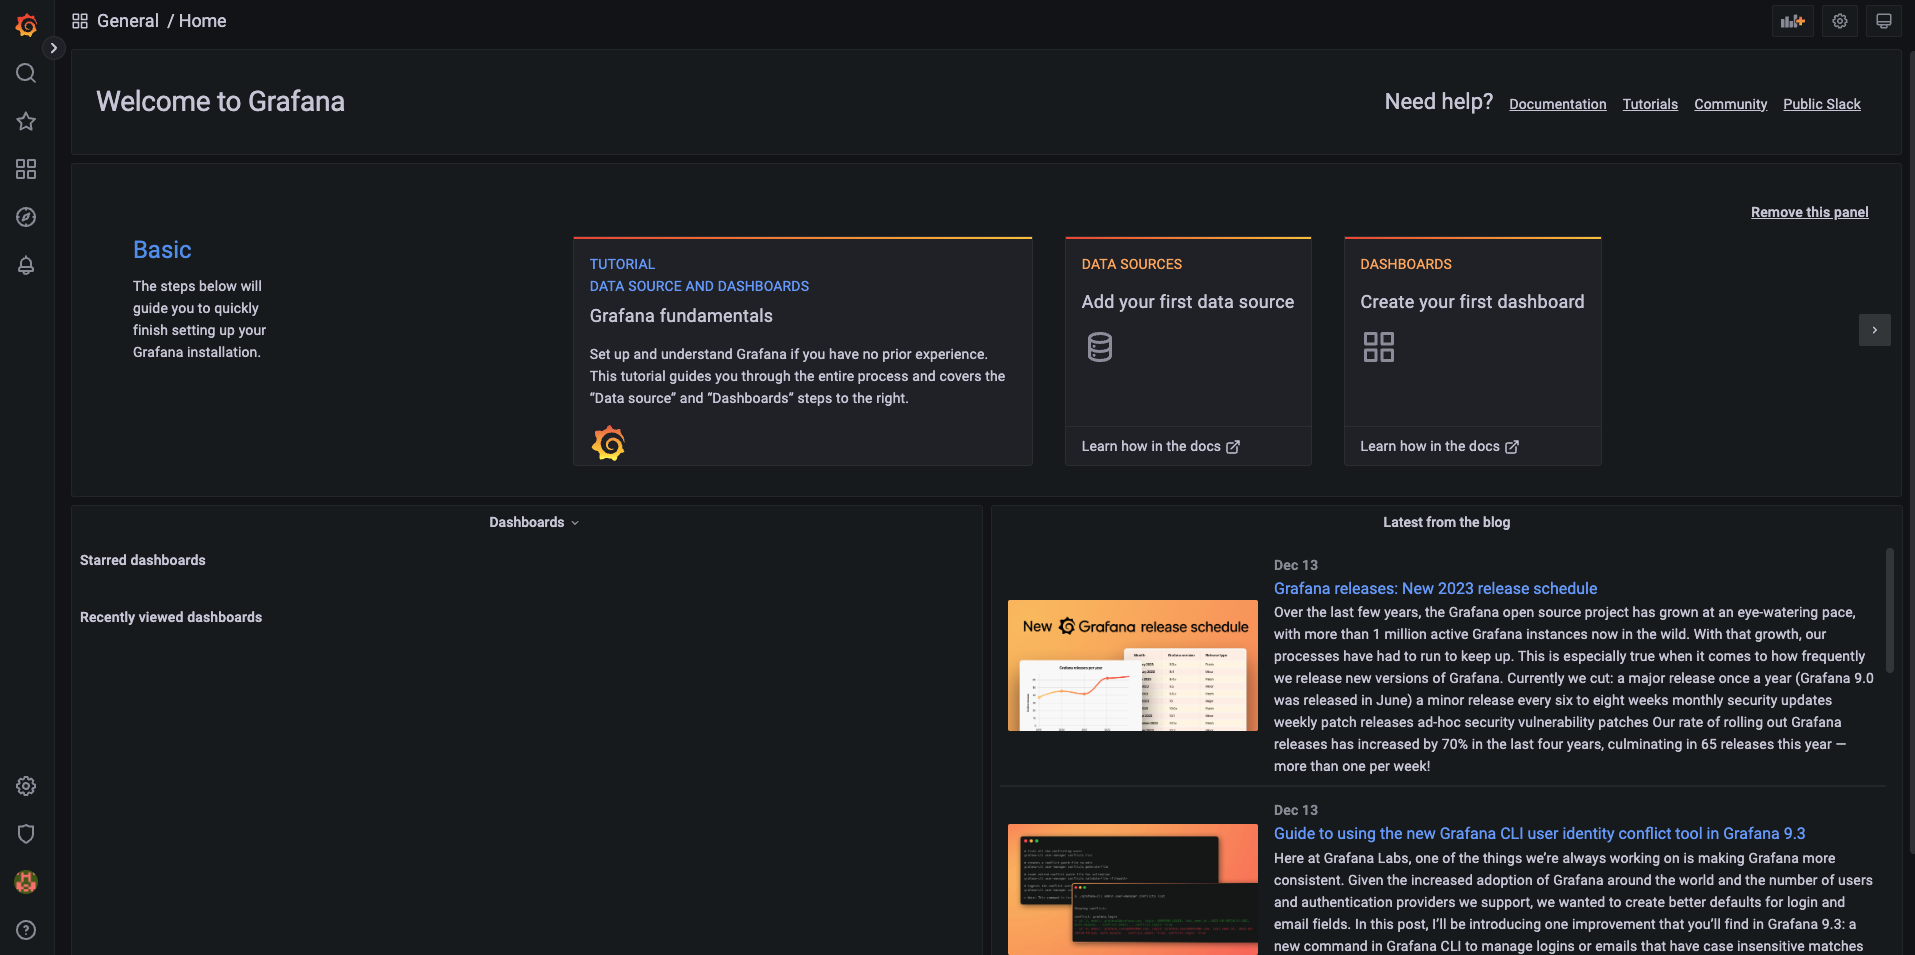 General / Home
Welcome to Grafana
Need help? Documentation Tutorials Community Public Slack
Remove this panel
Basic
The steps below will
guide you to quickly
finish setting up your
Grafana installation.
TUTORIAL
DATA SOURCE AND DASHBOARDS
Grafana fundamentals
Set up and understand Grafana if you have no prior experience.
This tutorial guides you through the entire process and covers the
“Data source” and “Dashboards” steps to the right.
DATA SOURCES
Add your first data source
Learn how in the docs
DASHBOARDS
Create your first dashboard
Learn how in the docs
Dashboards
Starred dashboards
Recently viewed dashboards
Latest from the blog
New Grafana release schedule
Grafana releases per year
Month Grafana version Release type
Dec 13
Grafana releases: New 2023 release schedule
Over the last few years, the Grafana open source project has grown at an eye-watering pace,
with more than 1 million active Grafana instances now in the wild. With that growth, our
processes have had to run to keep up. This is especially true when it comes to how frequently
we release new versions of Grafana. Currently we cut: a major release once a year (Grafana 9.0
was released in June) a minor release every six to eight weeks monthly security updates
weekly patch releases ad-hoc security vulnerability patches Our rate of rolling out Grafana
releases has increased by 70% in the last four years, culminating in 65 releases this year —
more than one per week!
Dec 13
Guide to using the new Grafana CLI user identity conflict tool in Grafana 9.3
Here at Grafana Labs, one of the things we’re always working on is making Grafana more
consistent. Given the increased adoption of Grafana around the world and the number of users
and authentication providers we support, we wanted to create better defaults for login and
email fields. In this post, I’ll be introducing one improvement that you’ll find in Grafana 9.3: a
new command in Grafana CLI to manage logins or emails that have case insensitive matches